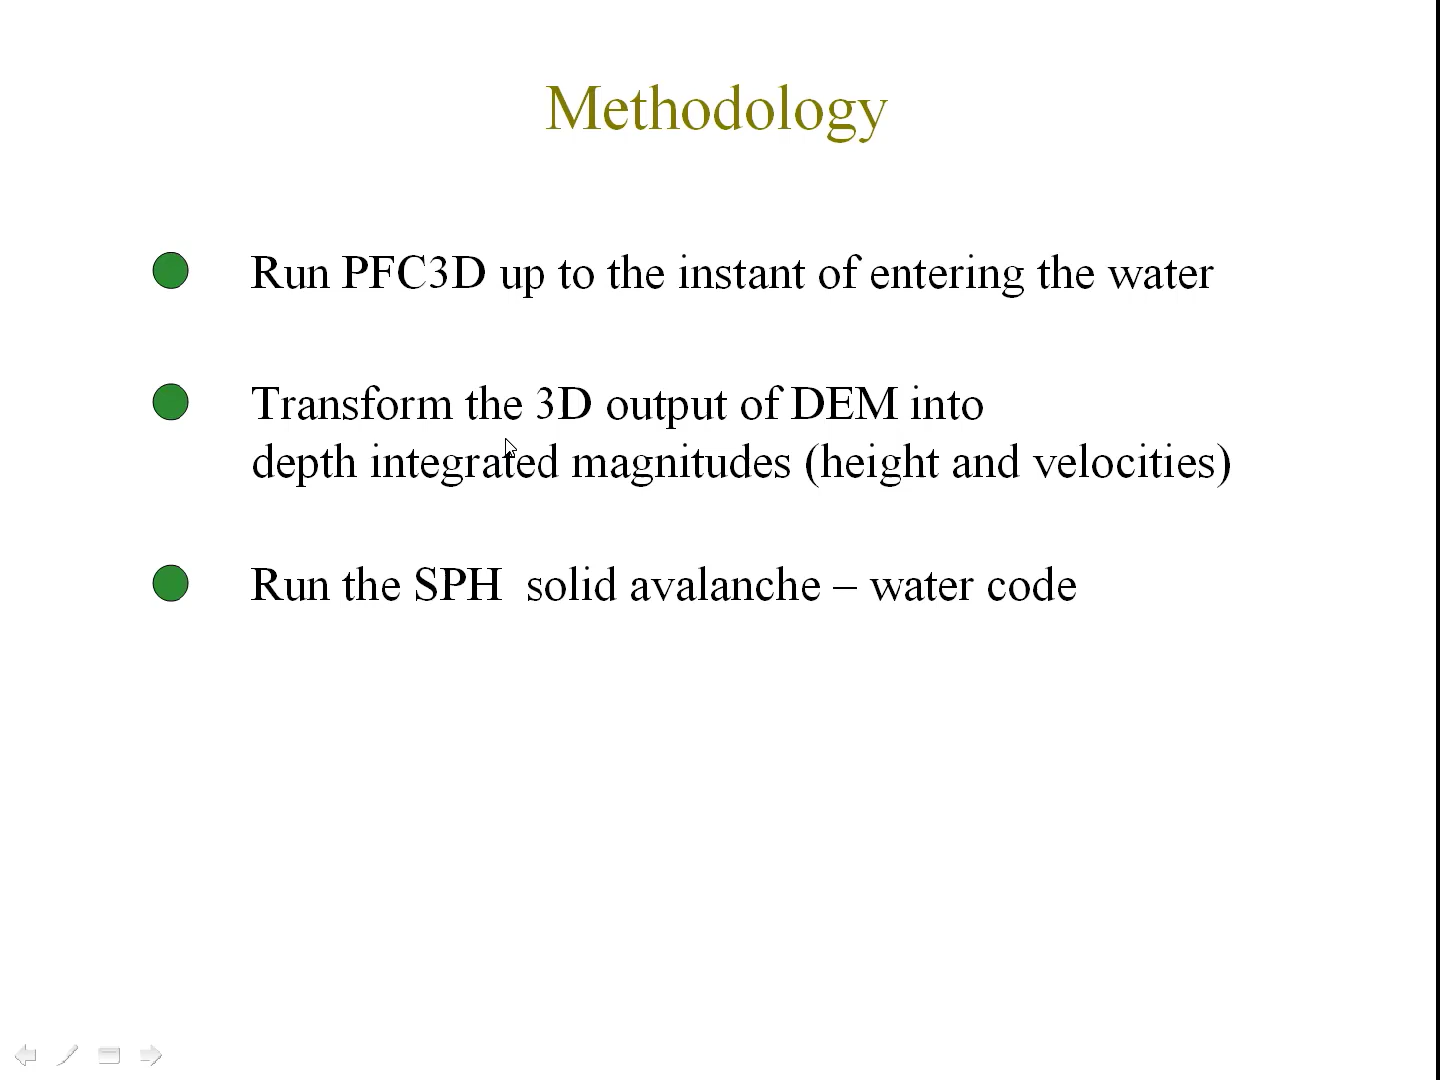 Methodology
Run PFC3D up to the instant of entering the water
Transform the 3D output of DEM into
depth integrated magnitudes (height and velocities)
Run the SPH  solid avalanche – water code